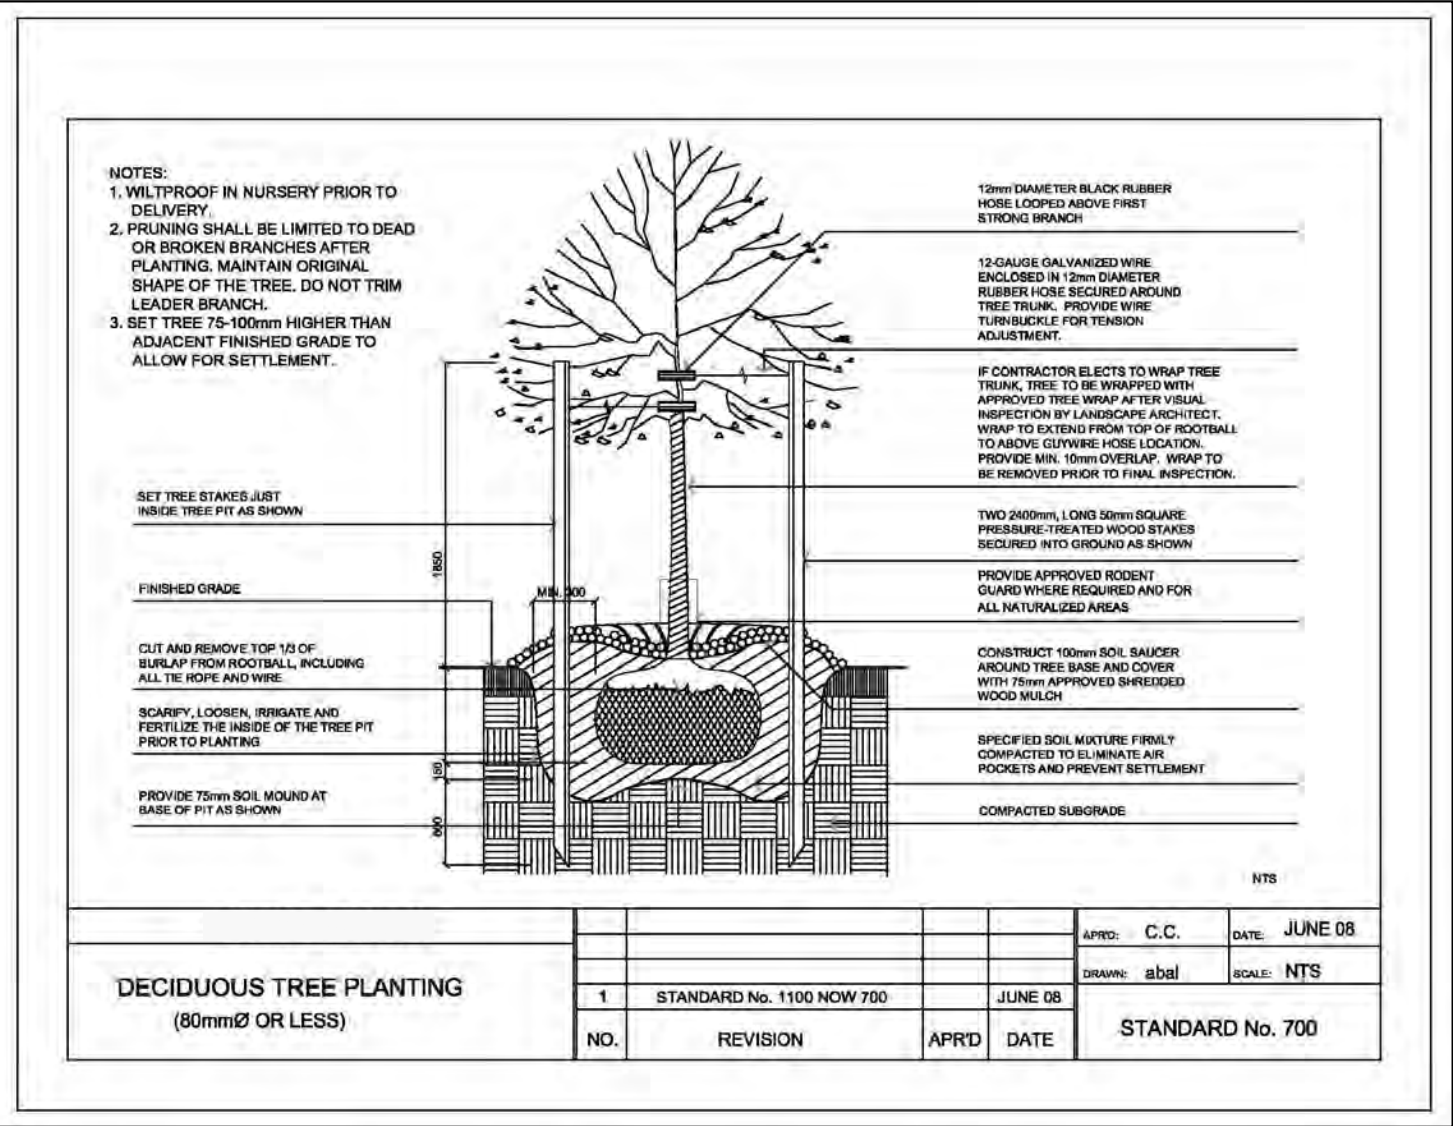 NOTES:
1. WILTPROOF IN NURSERY PRIOR TO
DELIVERY.
2. PRUNING SHALL BE LIMITED TO DEAD
OR BROKEN BRANCHES AFTER
PLANTING. MAINTAIN ORIGINAL
SHAPE OF THE TREE. DO NOT TRIM
LEADER BRANCH.
3. SET TREE 75-100mm HIGHER THAN
ADJACENT FINISHED GRADE TO
ALLOW FOR SETTLEMENT.
SET TREE STAKES JUST
INSIDE TREE PIT AS SHOWN
FINISHED GRADE
CUT AND REMOVE TOP 1/3 OF
BURLAP FROM ROOTBALL, INCLUDING
ALL TIE ROPE AND WIRE
SCARIFY, LOOSEN, IRRIGATE AND
FERTILIZE THE INSIDE OF THE TREE PIT
PRIOR TO PLANTING
PROVIDE 75mm SOIL MOUND AT
BASE OF PIT AS SHOWN
1850
150
600
MIN. 300
12mm DIAMETER BLACK RUBBER
HOSE LOOPED ABOVE FIRST
STRONG BRANCH
12-GAUGE GALVANIZED WIRE
ENCLOSED IN 12mm DIAMETER
RUBBER HOSE SECURED AROUND
TREE TRUNK. PROVIDE WIRE
TURNBUCKLE FOR TENSION
ADJUSTMENT.
IF CONTRACTOR ELECTS TO WRAP TREE
TRUNK, TREE TO BE WRAPPED WITH
APPROVED TREE WRAP AFTER VISUAL
INSPECTION BY LANDSCAPE ARCHITECT.
WRAP TO EXTEND FROM TOP OF ROOTBALL
TO ABOVE GUYWIRE HOSE LOCATION.
PROVIDE MIN. 10mm OVERLAP. WRAP TO
BE REMOVED PRIOR TO FINAL INSPECTION.
TWO 2400mm, LONG 50mm SQUARE
PRESSURE-TREATED WOOD STAKES
SECURED INTO GROUND AS SHOWN
PROVIDE APPROVED RODENT
GUARD WHERE REQUIRED AND FOR
ALL NATURALIZED AREAS
CONSTRUCT 100mm SOIL SAUCER
AROUND TREE BASE AND COVER
WITH 75mm APPROVED SHREDDED
WOOD MULCH
SPECIFIED SOIL MIXTURE FIRMLY
COMPACTED TO ELIMINATE AIR
POCKETS AND PREVENT SETTLEMENT
COMPACTED SUBGRADE
NTS
DECIDUOUS TREE PLANTING
(80mmØ OR LESS)
1 STANDARD No. 1100 NOW 700 JUNE 08
NO. REVISION APR'D DATE
APR'D: C.C. DATE: JUNE 08
DRAWN: abal SCALE: NTS
STANDARD No. 700